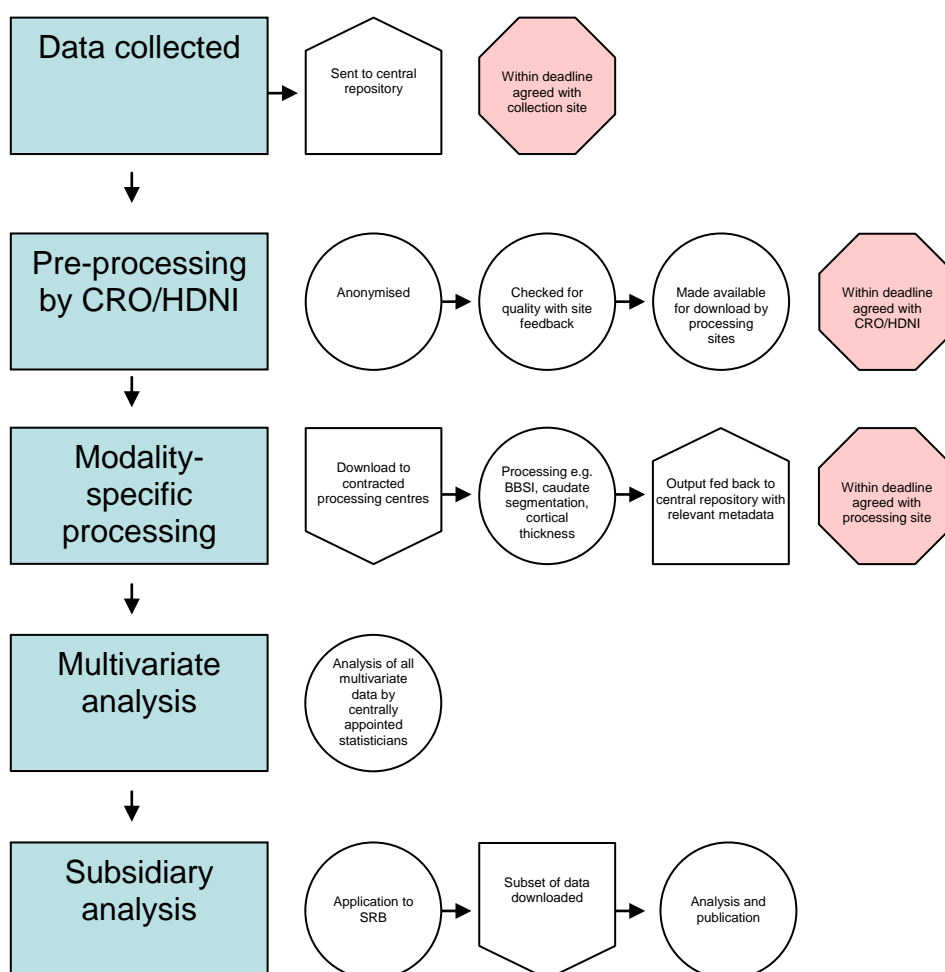 Data collected
Sent to central
repository
Within deadline
agreed with
collection site
Pre-processing
by CRO/HDNI
Anonymised
Checked for
quality with site
feedback
Made available
for download by
processing
sites
Within deadline
agreed with
CRO/HDNI
Modality-
specific
processing
Download to
contracted
processing centres
Processing e.g.
BBSI, caudate
segmentation,
cortical
thickness
Output fed back to
central repository with
relevant metadata
Within deadline
agreed with
processing site
Multivariate
analysis
Analysis of all
multivariate
data by
centrally
appointed
statisticians
Subsidiary
analysis
Application to
SRB
Subset of data
downloaded
Analysis and
publication